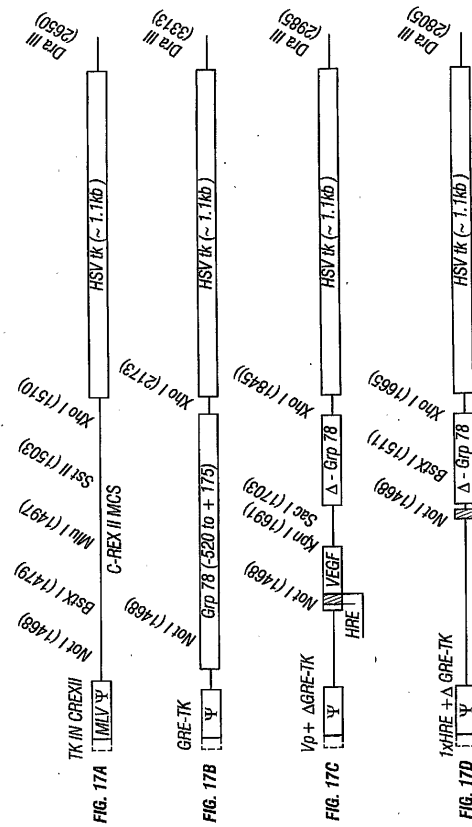 TK IN CREXII
Not I (1468)
BstX I (1479)
Mlu I (1497)
Sst II (1503)
Xho I (1510)
Dra III
(2650)
MLV Ψ
C-REX II MCS
HSV tk (~ 1.1kb)
FIG. 17A
GRE-TK
Not I (1468)
Xho I (2173)
Dra III
(3313)
Ψ
Grp 78 (-520 to + 175)
HSV tk (~ 1.1kb)
FIG. 17B
Vp+ ΔGRE-TK
Not I (1468)
Kpn I (1691)
Sac I (1703)
Xho I (1845))
Dra III
(2985)
Ψ
VEGF
Δ - Grp 78
HSV tk (~ 1.1kb)
HRE
FIG. 17C
1xHRE + Δ GRE-TK
Not I (1468)
BstX I (1511)
Xho I (1665)
Dra III
(2805)
Ψ
Δ - Grp 78
HSV tk (~ 1.1kb)
FIG. 17D